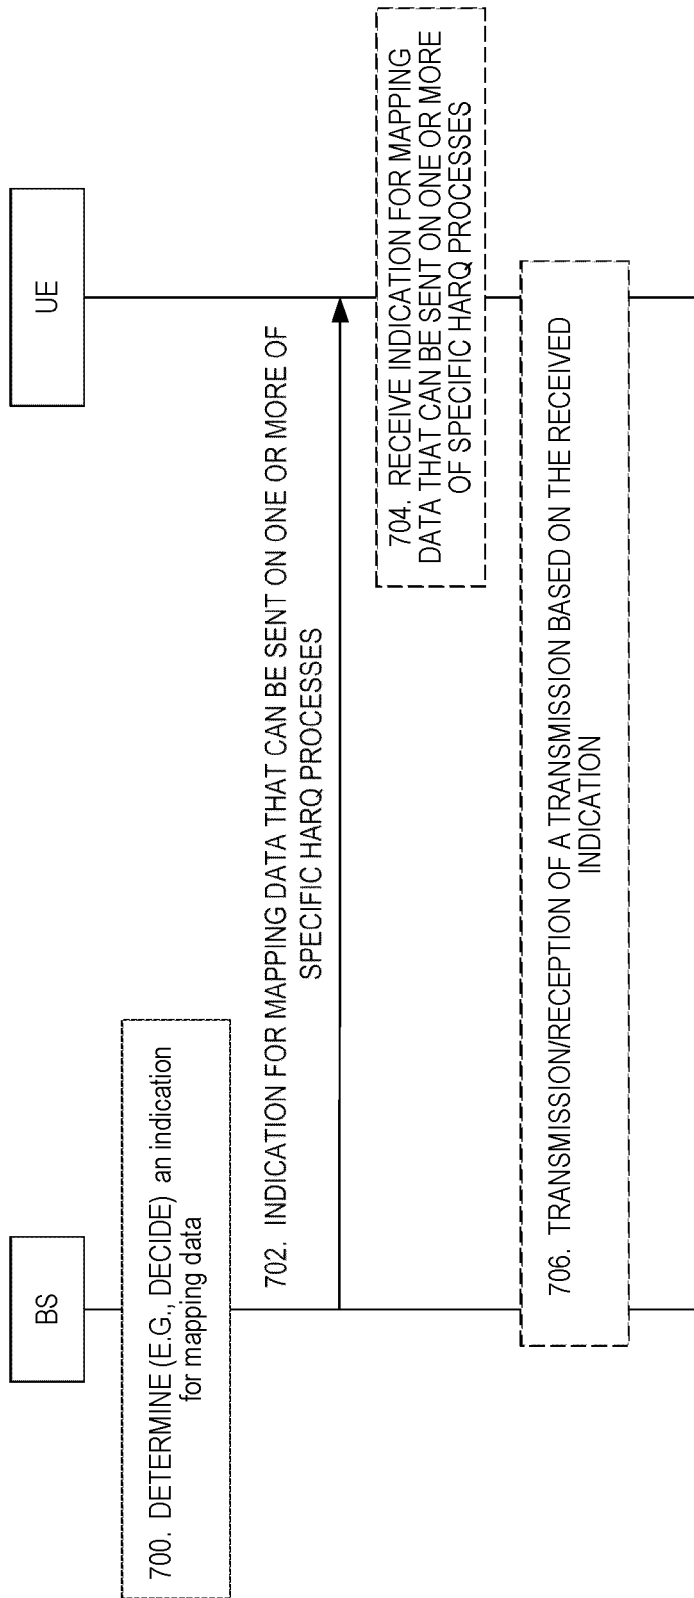 BS
UE
700. DETERMINE (E.G., DECIDE) an indication
for mapping data
702. INDICATION FOR MAPPING DATA THAT CAN BE SENT ON ONE OR MORE OF
SPECIFIC HARQ PROCESSES
704. RECEIVE INDICATION FOR MAPPING
DATA THAT CAN BE SENT ON ONE OR MORE
OF SPECIFIC HARQ PROCESSES
706. TRANSMISSION/RECEPTION OF A TRANSMISSION BASED ON THE RECEIVED
INDICATION